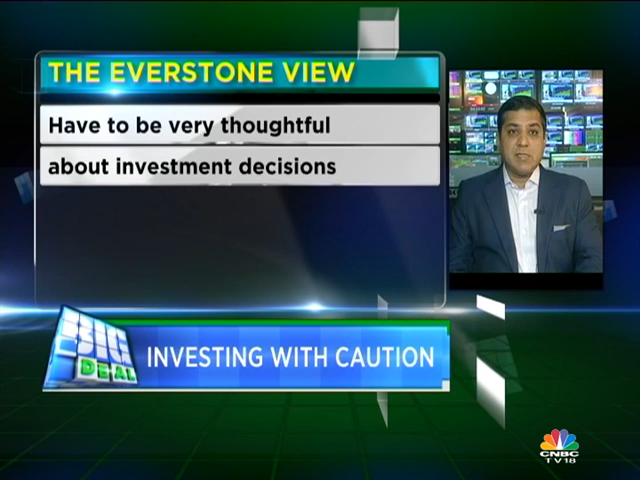 THE EVERSTONE VIEW
Have to be very thoughtful
about investment decisions
BIG
DEAL
INVESTING WITH CAUTION
CNBC
TV18